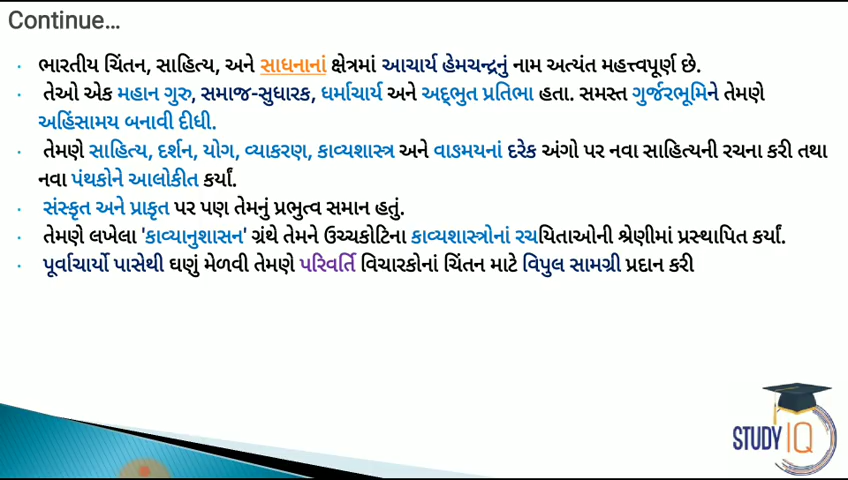 Continue...
• ભારતીય ચિંતન, સાહિત્ય, અને સાધનાનાં ક્ષેત્રમાં આચાર્ય હેમચન્દ્રનું નામ અત્યંત મહત્ત્વપૂર્ણ છે.
• તેઓ એક મહાન ગુરુ, સમાજ-સુધારક, ધર્માચાર્ય અને અદ્ભુત પ્રતિભા હતા. સમસ્ત ગુર્જરભૂમિને તેમણે
અહિંસામય બનાવી દીધી.
• તેમણે સાહિત્ય, દર્શન, યોગ, વ્યાકરણ, કાવ્યશાસ્ત્ર અને વાઙમયનાં દરેક અંગો પર નવા સાહિત્યની રચના કરી તથા
નવા પંથકોને આલોકીત કર્યાં.
• સંસ્કૃત અને પ્રાકૃત પર પણ તેમનું પ્રભુત્વ સમાન હતું.
• તેમણે લખેલા 'કાવ્યાનુશાસન' ગ્રંથે તેમને ઉચ્ચકોટિના કાવ્યશાસ્ત્રોનાં રચયિતાઓની શ્રેણીમાં પ્રસ્થાપિત કર્યાં.
• પૂર્વાચાર્યો પાસેથી ઘણું મેળવી તેમણે પરિવર્તિ વિચારકોનાં ચિંતન માટે વિપુલ સામગ્રી પ્રદાન કરી
STUDY IQ